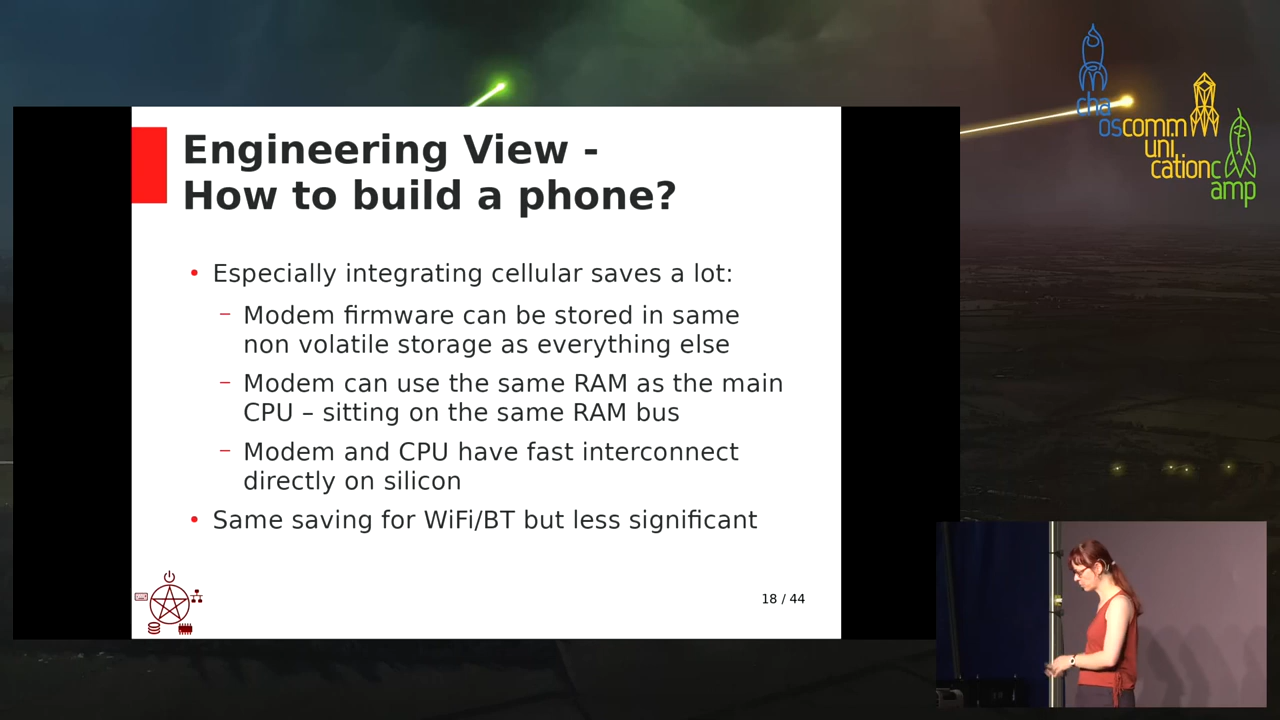 Engineering View -
How to build a phone?
• Especially integrating cellular saves a lot:
– Modem firmware can be stored in same
non volatile storage as everything else
– Modem can use the same RAM as the main
CPU – sitting on the same RAM bus
– Modem and CPU have fast interconnect
directly on silicon
• Same saving for WiFi/BT but less significant
18 / 44
cha
oscomm
uni
cationc
amp